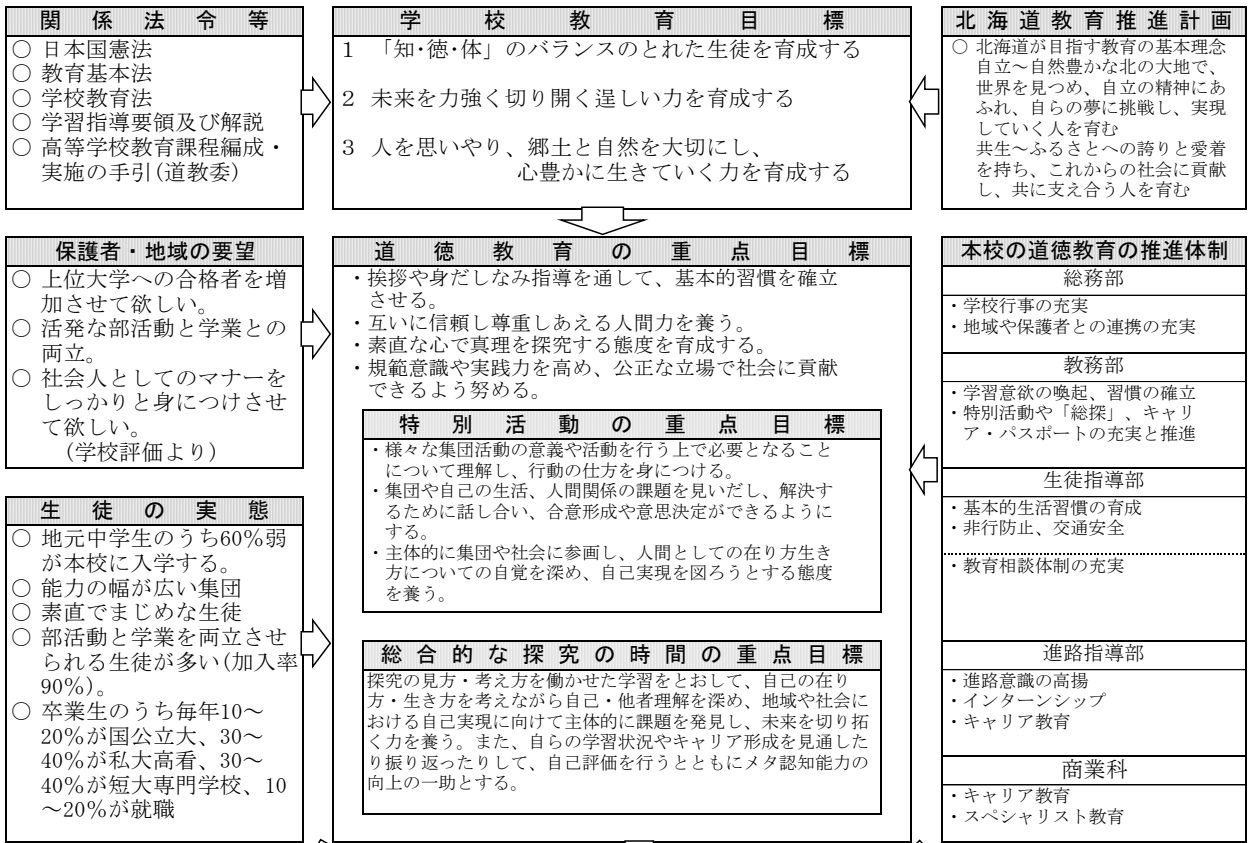 関係法令等
○ 日本国憲法
○ 教育基本法
○ 学校教育法
○ 学習指導要領及び解説
○ 高等学校教育課程編成・
実施の手引(道教委)
学校教育目標
1 「知・徳・体」のバランスのとれた生徒を育成する
2 未来を力強く切り開く逞しい力を育成する
3 人を思いやり、郷土と自然を大切にし、
心豊かに生きていく力を育成する
北海道教育推進計画
○ 北海道が目指す教育の基本理念
自立～自然豊かな北の大地で、
世界を見つめ、自立の精神にあ
ふれ、自らの夢に挑戦し、実現
していく人を育む
共生～ふるさとへの誇りと愛着
を持ち、これからの社会に貢献
し、共に支え合う人を育む
保護者・地域の要望
○ 上位大学への合格者を増
加させて欲しい。
○ 活発な部活動と学業との
両立。
○ 社会人としてのマナーを
しっかりと身につけさせ
て欲しい。
(学校評価より)
生徒の実態
○ 地元中学生のうち60%弱
が本校に入学する。
○ 能力の幅が広い集団
○ 素直でまじめな生徒
○ 部活動と学業を両立させ
られる生徒が多い(加入率
90%)。
○ 卒業生のうち毎年10～
20%が国公立大、30～
40%が私大高看、30～
40%が短大専門学校、10
～20%が就職
道徳教育の重点目標
・挨拶や身だしなみ指導を通して、基本的習慣を確立
させる。
・互いに信頼し尊重しあえる人間力を養う。
・素直な心で真理を探究する態度を育成する。
・規範意識や実践力を高め、公正な立場で社会に貢献
できるよう努める。
特別活動の重点目標
・様々な集団活動の意義や活動を行う上で必要となること
について理解し、行動の仕方を身につける。
・集団や自己の生活、人間関係の課題を見いだし、解決す
るために話し合い、合意形成や意思決定ができるように
する。
・主体的に集団や社会に参画し、人間としての在り方生き
方についての自覚を深め、自己実現を図ろうとする態度
を養う。
総合的な探究の時間の重点目標
探究の見方・考え方を働かせた学習をとおして、自己の在り
方・生き方を考えながら自己・他者理解を深め、地域や社会に
おける自己実現に向けて主体的に課題を発見し、未来を切り拓
く力を養う。また、自らの学習状況やキャリア形成を見通した
り振り返ったりして、自己評価を行うとともにメタ認知能力の
向上の一助とする。
本校の道徳教育の推進体制
総務部
・学校行事の充実
・地域や保護者との連携の充実
教務部
・学習意欲の喚起、習慣の確立
・特別活動や「総探」、キャリ
ア・パスポートの充実と推進
生徒指導部
・基本的生活習慣の育成
・非行防止、交通安全
・教育相談体制の充実
進路指導部
・進路意識の高揚
・インターンシップ
・キャリア教育
商業科
・キャリア教育
・スペシャリスト教育